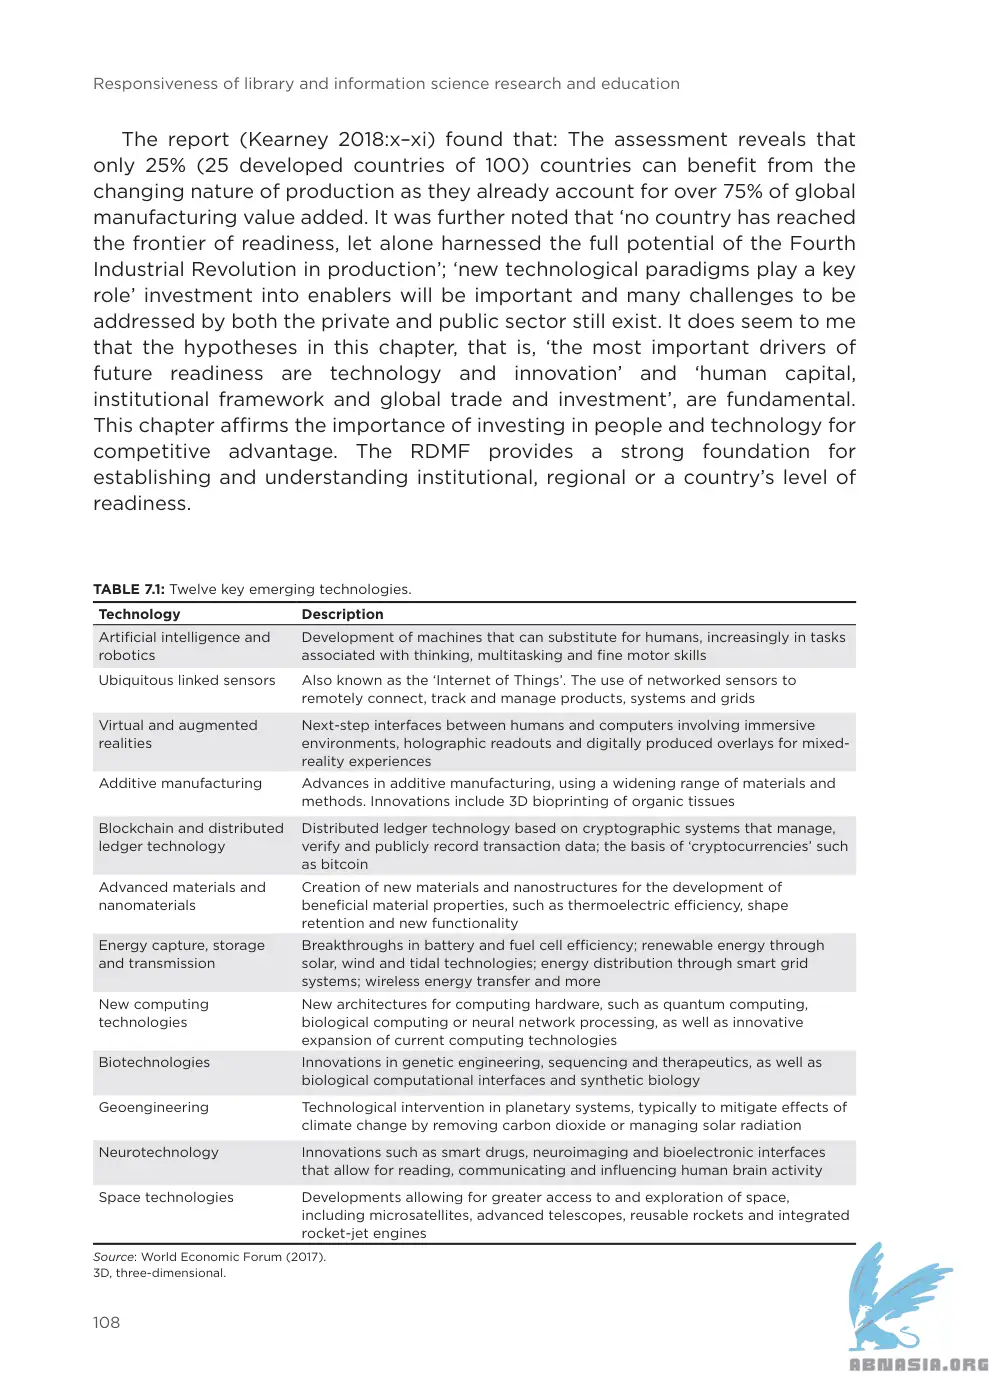 Responsiveness of library and information science research and education
The report (Kearney 2018:x–xi) found that: The assessment reveals that
only 25% (25 developed countries of 100) countries can benefit from the
changing nature of production as they already account for over 75% of global
manufacturing value added. It was further noted that ‘no country has reached
the frontier of readiness, let alone harnessed the full potential of the Fourth
Industrial Revolution in production’; ‘new technological paradigms play a key
role’ investment into enablers will be important and many challenges to be
addressed by both the private and public sector still exist. It does seem to me
that the hypotheses in this chapter, that is, ‘the most important drivers of
future readiness are technology and innovation’ and ‘human capital,
institutional framework and global trade and investment’, are fundamental.
This chapter affirms the importance of investing in people and technology for
competitive advantage. The RDMF provides a strong foundation for
establishing and understanding institutional, regional or a country’s level of
readiness.
TABLE 7.1: Twelve key emerging technologies.
Technology Description
Artificial intelligence and Development of machines that can substitute for humans, increasingly in tasks
robotics associated with thinking, multitasking and fine motor skills
Ubiquitous linked sensors Also known as the ‘Internet of Things’. The use of networked sensors to
remotely connect, track and manage products, systems and grids
Virtual and augmented Next-step interfaces between humans and computers involving immersive
realities environments, holographic readouts and digitally produced overlays for mixed-
reality experiences
Additive manufacturing Advances in additive manufacturing, using a widening range of materials and
methods. Innovations include 3D bioprinting of organic tissues
Blockchain and distributed Distributed ledger technology based on cryptographic systems that manage,
ledger technology verify and publicly record transaction data; the basis of ‘cryptocurrencies’ such
as bitcoin
Advanced materials and Creation of new materials and nanostructures for the development of
nanomaterials beneficial material properties, such as thermoelectric efficiency, shape
retention and new functionality
Energy capture, storage Breakthroughs in battery and fuel cell efficiency; renewable energy through
and transmission solar, wind and tidal technologies; energy distribution through smart grid
systems; wireless energy transfer and more
New computing New architectures for computing hardware, such as quantum computing,
technologies biological computing or neural network processing, as well as innovative
expansion of current computing technologies
Biotechnologies Innovations in genetic engineering, sequencing and therapeutics, as well as
biological computational interfaces and synthetic biology
Geoengineering Technological intervention in planetary systems, typically to mitigate effects of
climate change by removing carbon dioxide or managing solar radiation
Neurotechnology Innovations such as smart drugs, neuroimaging and bioelectronic interfaces
that allow for reading, communicating and influencing human brain activity
Space technologies Developments allowing for greater access to and exploration of space,
including microsatellites, advanced telescopes, reusable rockets and integrated
rocket-jet engines
Source: World Economic Forum (2017).
3D, three-dimensional.
108
ABNASIA.ORG